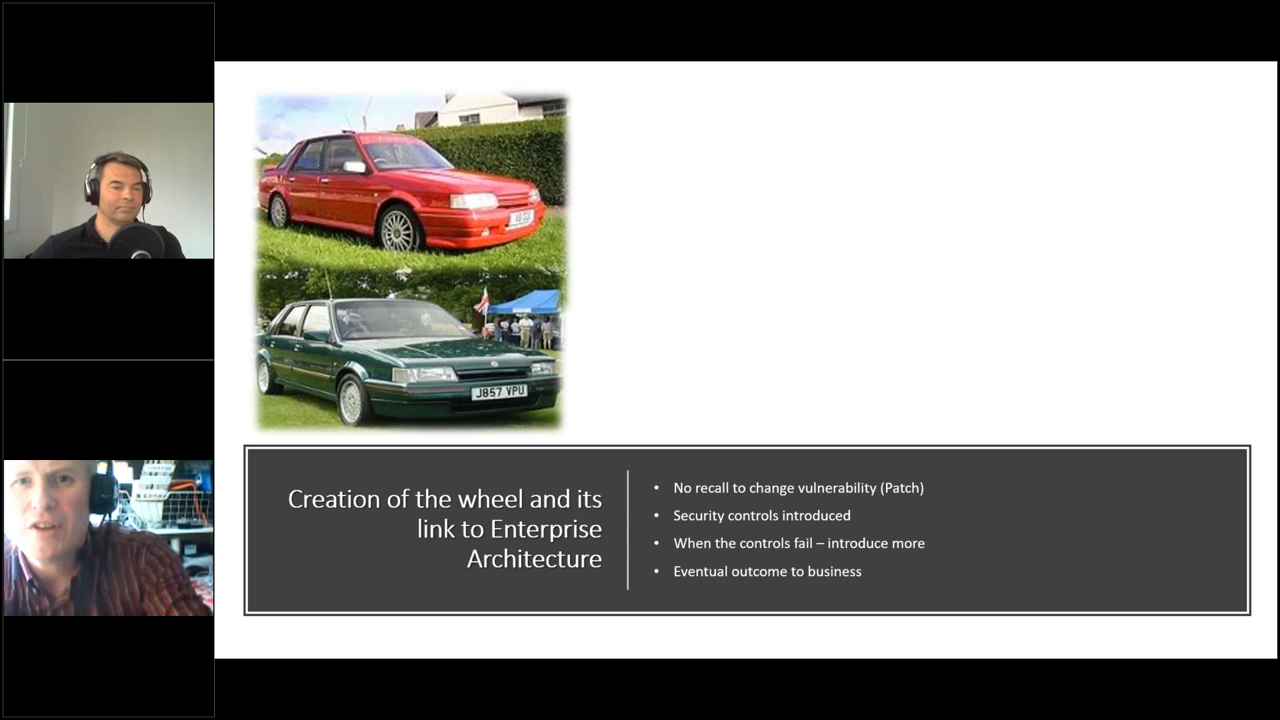 J857 VPU
Creation of the wheel and its
link to Enterprise
Architecture
• No recall to change vulnerability (Patch)
• Security controls introduced
• When the controls fail – introduce more
• Eventual outcome to business